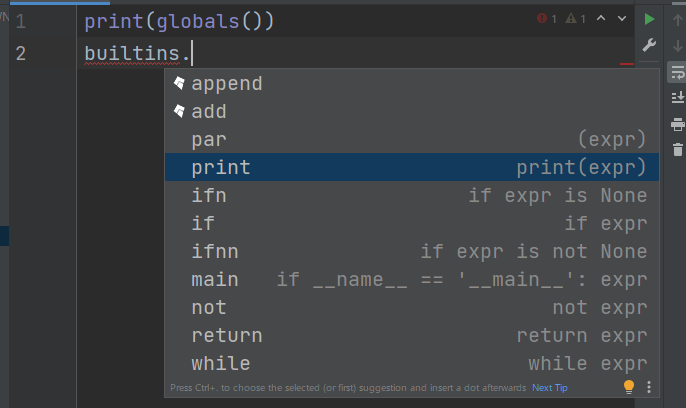 1 print(globals()) 1 1
2 builtins.
append
add
par (expr)
print print(expr)
ifn if expr is None
if if expr
ifnn if expr is not None
main if __name__ == '__main__': expr
not not expr
return return expr
while while expr
Press Ctrl+. to choose the selected (or first) suggestion and insert a dot afterwards Next Tip